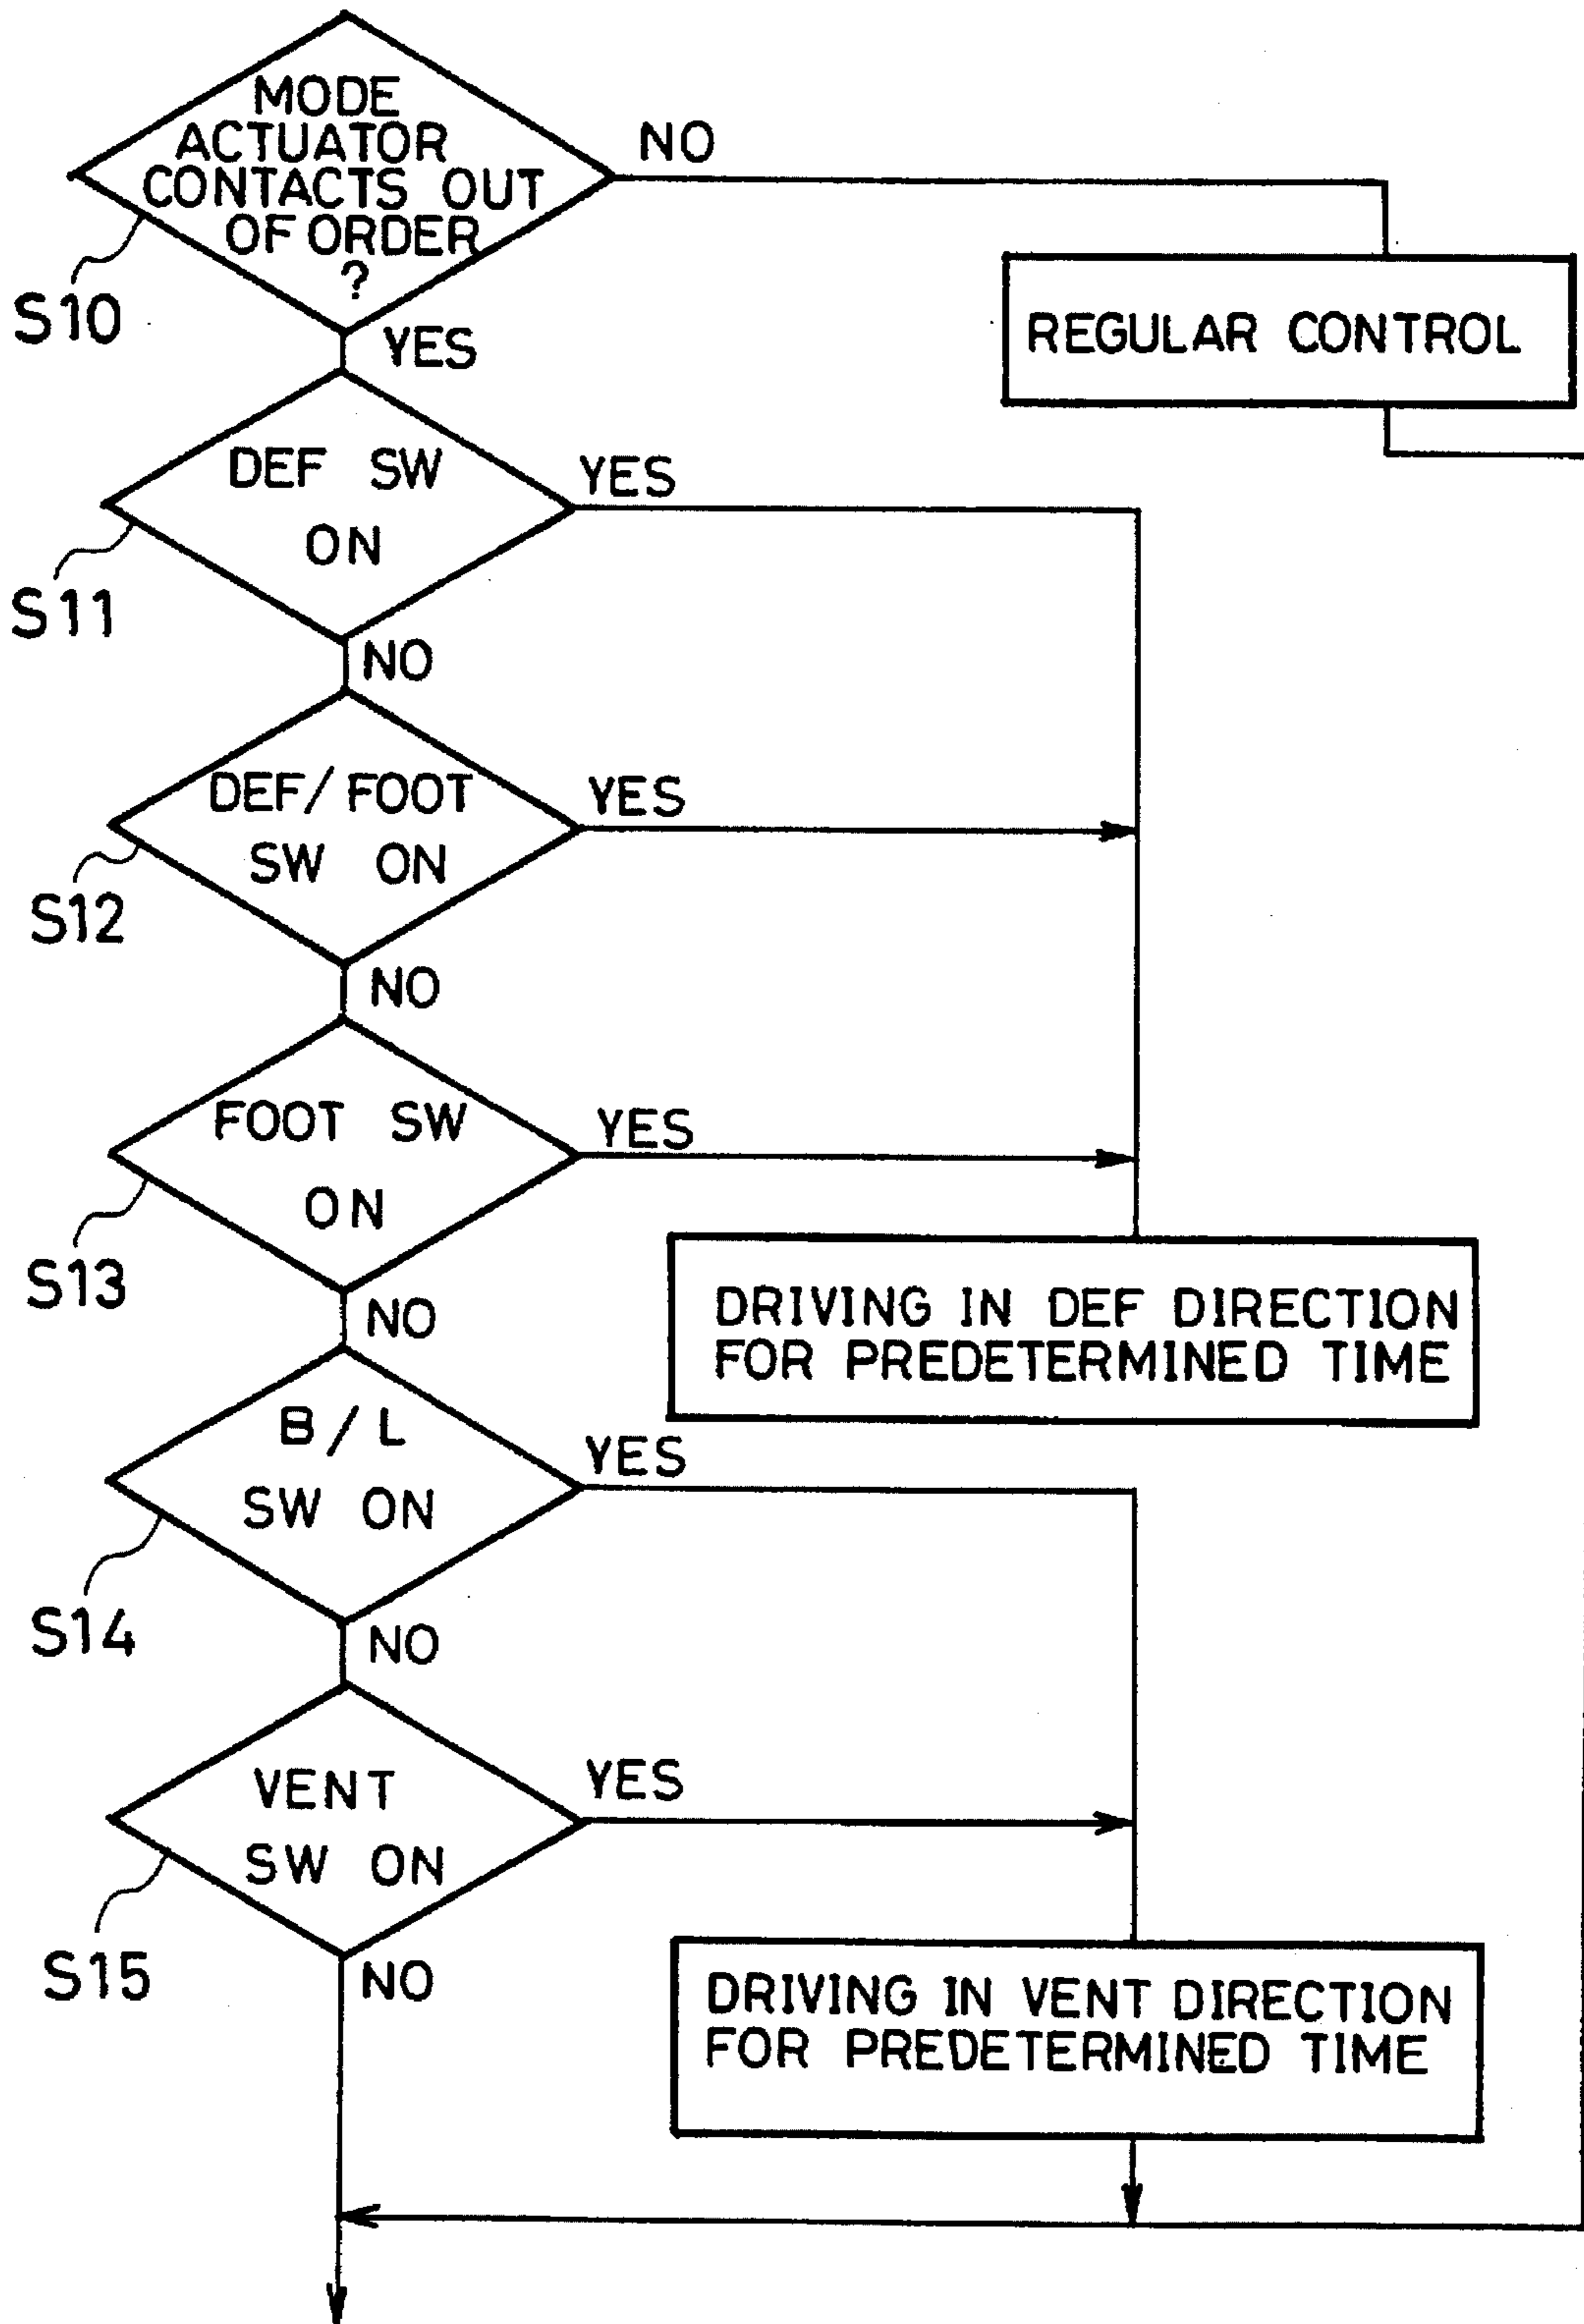 MODE
ACTUATOR
CONTACTS OUT
OF ORDER
?
NO
S10
YES
REGULAR CONTROL
DEF SW
ON
YES
S11
NO
DEF/FOOT
SW ON
YES
S12
NO
FOOT SW
ON
YES
S13
NO
DRIVING IN DEF DIRECTION
FOR PREDETERMINED TIME
B/L
SW ON
YES
S14
NO
VENT
SW ON
YES
S15
NO
DRIVING IN VENT DIRECTION
FOR PREDETERMINED TIME